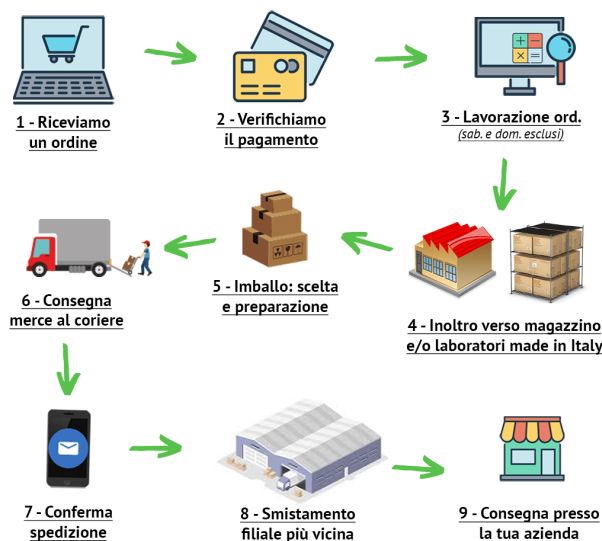 1 - Riceviamo
un ordine
2 - Verifichiamo
il pagamento
3 - Lavorazione ord.
(sab. e dom. esclusi)
4 - Inoltro verso magazzino
e/o laboratori made in Italy
5 - Imballo: scelta
e preparazione
6 - Consegna
merce al coriere
7 - Conferma
spedizione
8 - Smistamento
filiale più vicina
9 - Consegna presso
la tua azienda